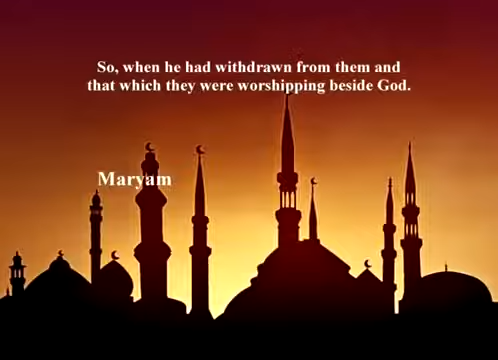 So, when he had withdrawn from them and
that which they were worshipping beside God.
Maryam